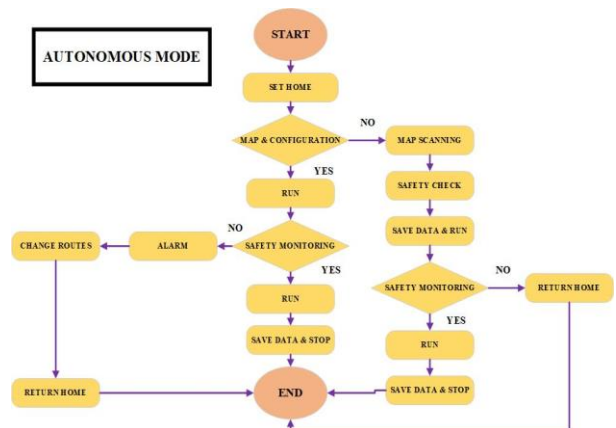 AUTONOMOUS MODE
START
SET HOME
MAP & CONFIGURATION
NO
MAP SCANNING
YES
RUN
SAFETY CHECK
SAVE DATA & RUN
CHANGE ROUTES
ALARM
NO
SAFETY MONITORING
YES
SAFETY MONITORING
NO
RETURN HOME
RUN
YES
SAVE DATA & STOP
RUN
RETURN HOME
END
SAVE DATA & STOP